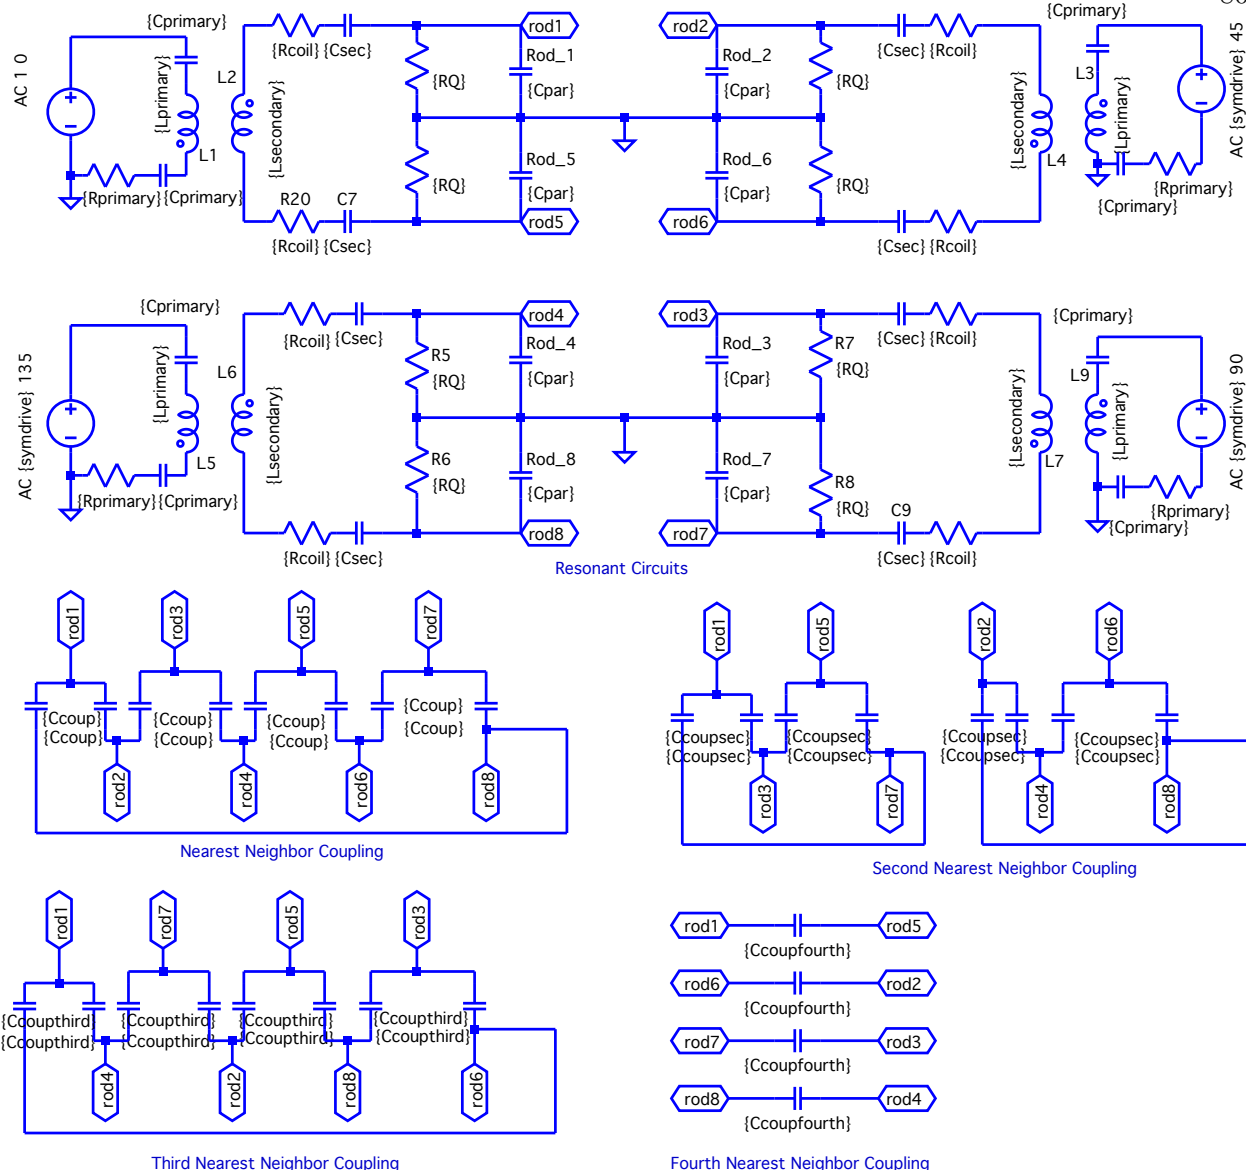 {Cprimary}
rod1
rod2
{Rcoil} {Csec}
{Csec} {Rcoil}
AC 1 0
{Lprimary}
L2
{RQ}
Rod_1
{Cpar}
Rod_2
{Cpar}
{RQ}
L3
AC {symdrive} 45
{Lsecondary}
{Lsecondary}
{Lprimary}
L1
L4
{Rprimary} {Cprimary}
{RQ}
Rod_5
{Cpar}
Rod_6
{Cpar}
{RQ}
{Rprimary}
{Cprimary}
R20
C7
rod5
rod6
{Rcoil} {Csec}
{Csec} {Rcoil}
{Cprimary}
rod4
rod3
{Cprimary}
{Rcoil} {Csec}
{Csec} {Rcoil}
AC {symdrive} 135
{Lprimary}
L6
R5
{RQ}
Rod_4
{Cpar}
Rod_3
{Cpar}
R7
{RQ}
L9
AC {symdrive} 90
{Lsecondary}
{Lsecondary}
{Lprimary}
L5
L7
{Rprimary} {Cprimary}
R6
{RQ}
Rod_8
{Cpar}
Rod_7
{Cpar}
R8
{RQ}
{Rprimary}
{Cprimary}
C9
rod8
rod7
{Rcoil} {Csec}
{Csec} {Rcoil}
Resonant Circuits
rod1
rod3
rod5
rod7
{Ccoup}
{Ccoup}
{Ccoup}
{Ccoup}
{Ccoup}
{Ccoup}
{Ccoup}
{Ccoup}
rod2
rod4
rod6
rod8
Nearest Neighbor Coupling
rod1
rod5
rod2
rod6
{Ccoupsec}
{Ccoupsec}
{Ccoupsec}
{Ccoupsec}
{Ccoupsec}
{Ccoupsec}
{Ccoupsec}
{Ccoupsec}
rod3
rod7
rod4
rod8
Second Nearest Neighbor Coupling
rod1
rod7
rod5
rod3
{Ccoupthird}
{Ccoupthird}
{Ccoupthird}
{Ccoupthird}
{Ccoupthird}
{Ccoupthird}
{Ccoupthird}
{Ccoupthird}
rod4
rod2
rod8
rod6
Third Nearest Neighbor Coupling
rod1
rod5
{Ccoupfourth}
rod6
rod2
{Ccoupfourth}
rod7
rod3
{Ccoupfourth}
rod8
rod4
{Ccoupfourth}
Fourth Nearest Neighbor Coupling